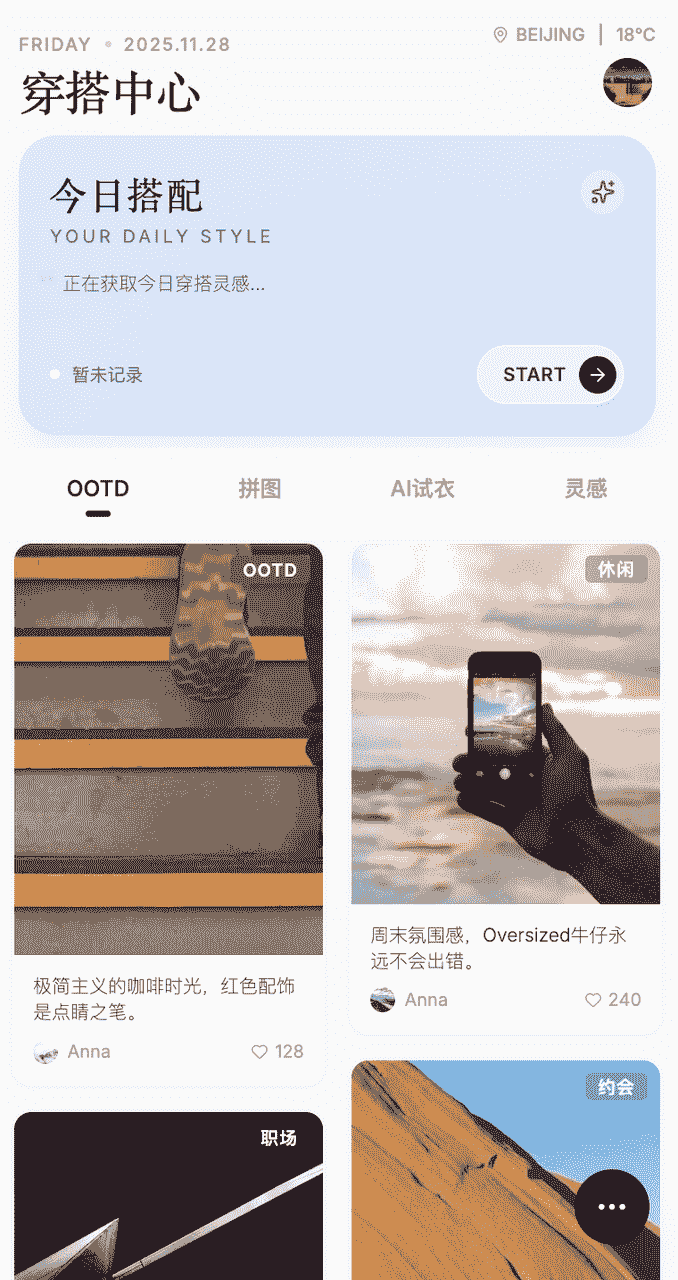 FRIDAY • 2025.11.28
BEIJING | 18°C
穿搭中心
今日搭配
YOUR DAILY STYLE
正在获取今日穿搭灵感...
暂未记录
START
OOTD
拼图
AI试衣
灵感
OOTD
极简主义的咖啡时光，红色配饰
是点睛之笔。
Anna
128
休闲
周末氛围感，Oversized牛仔永
远不会出错。
Anna
240
职场
约会